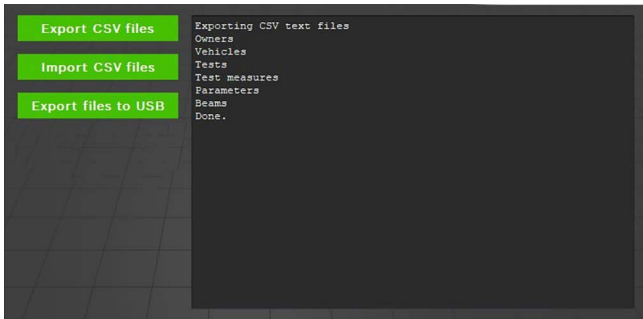 Export CSV files
Import CSV files
Export files to USB
Exporting CSV text files
Owners
Vehicles
Tests
Test measures
Parameters
Beams
Done.